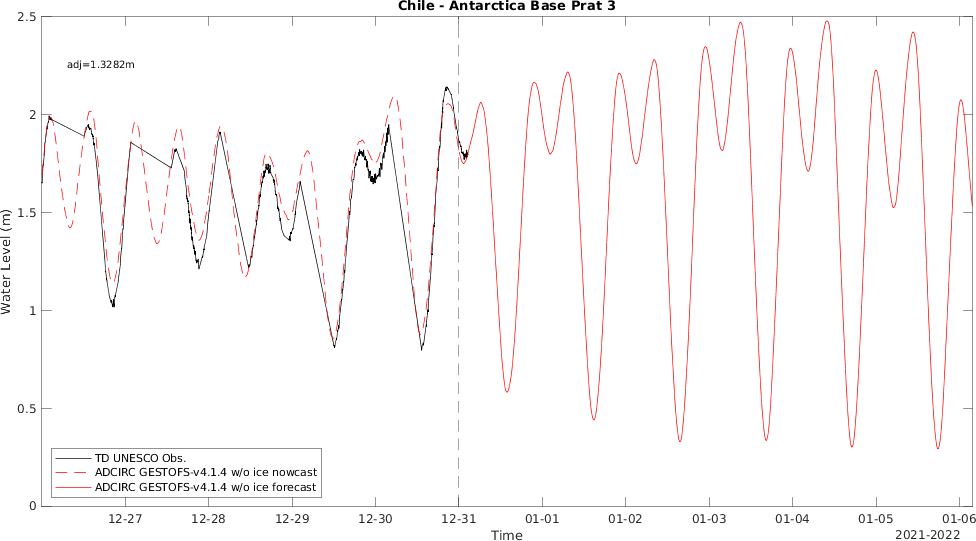 Chile - Antarctica Base Prat 3
adj=1.3282m
Water Level (m)
2.5
2
1.5
1
0.5
0
TD UNESCO Obs.
ADCIRC GESTOFS-v4.1.4 w/o ice nowcast
ADCIRC GESTOFS-v4.1.4 w/o ice forecast
12-27 12-28 12-29 12-30 12-31 01-01 01-02 01-03 01-04 01-05 01-06
Time
2021-2022